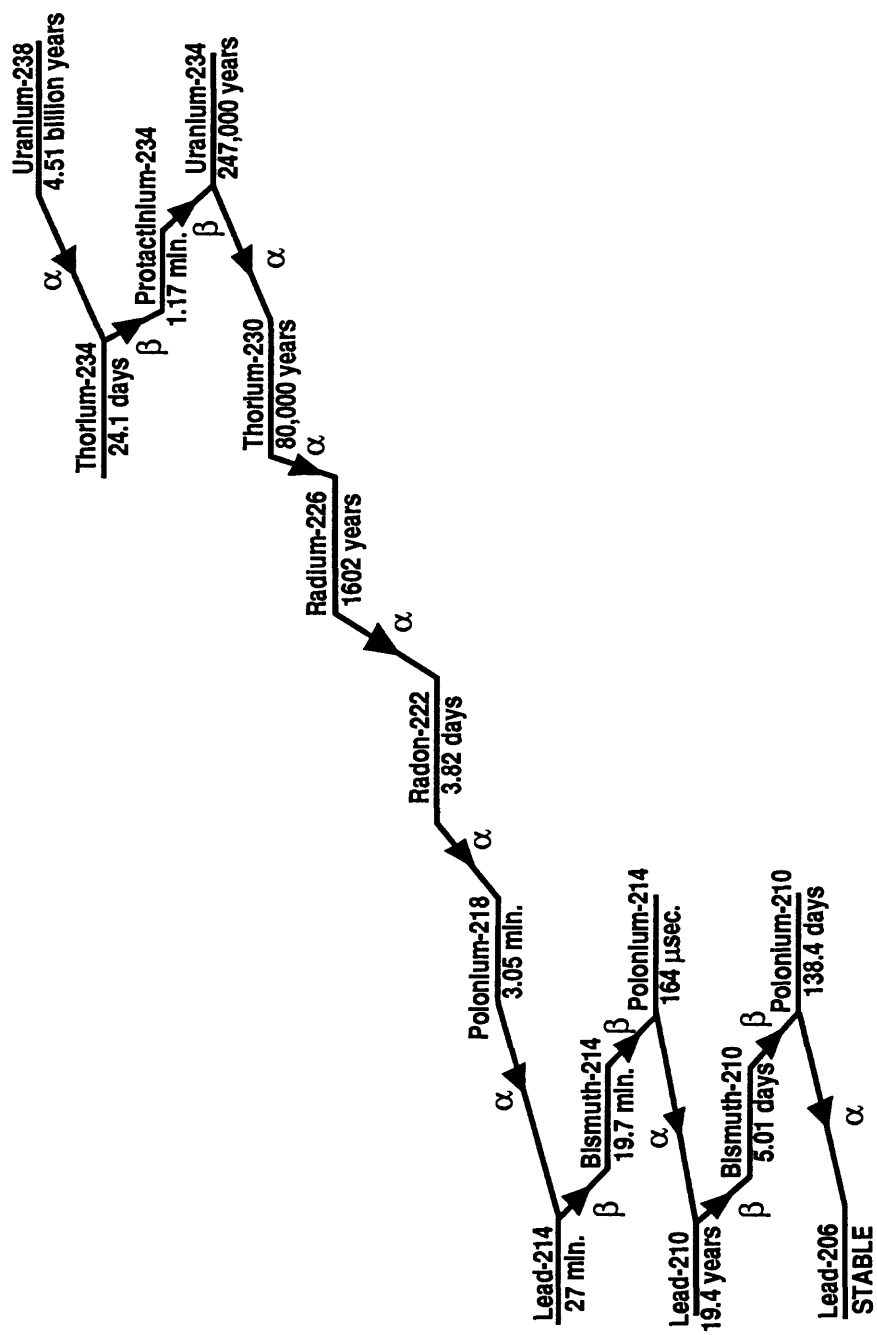 Uranium-238
4.51 billion years
α
Thorium-234
24.1 days
β
Protactinium-234
1.17 min.
β
Uranium-234
247,000 years
α
Thorium-230
80,000 years
α
Radium-226
1602 years
α
Radon-222
3.82 days
α
Polonium-218
3.05 min.
α
Lead-214
27 min.
β
Bismuth-214
19.7 min.
β
Polonium-214
164 μsec.
α
Lead-210
19.4 years
β
Bismuth-210
5.01 days
β
Polonium-210
138.4 days
α
Lead-206
STABLE